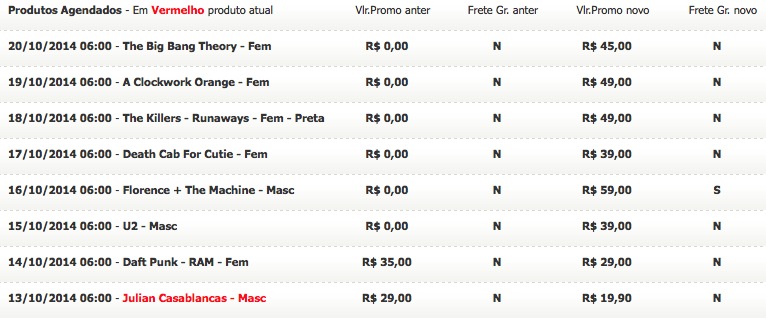 Produtos Agendados - Em Vermelho produto atual Vlr.Promo anter Frete Gr. anter Vlr.Promo novo Frete Gr. novo
20/10/2014 06:00 - The Big Bang Theory - Fem R$ 0,00 N R$ 45,00 N
19/10/2014 06:00 - A Clockwork Orange - Fem R$ 0,00 N R$ 49,00 N
18/10/2014 06:00 - The Killers - Runaways - Fem - Preta R$ 0,00 N R$ 49,00 N
17/10/2014 06:00 - Death Cab For Cutie - Fem R$ 0,00 N R$ 39,00 N
16/10/2014 06:00 - Florence + The Machine - Masc R$ 0,00 N R$ 59,00 S
15/10/2014 06:00 - U2 - Masc R$ 0,00 N R$ 39,00 N
14/10/2014 06:00 - Daft Punk - RAM - Fem R$ 35,00 N R$ 29,00 N
13/10/2014 06:00 - Julian Casablancas - Masc R$ 29,00 N R$ 19,90 N